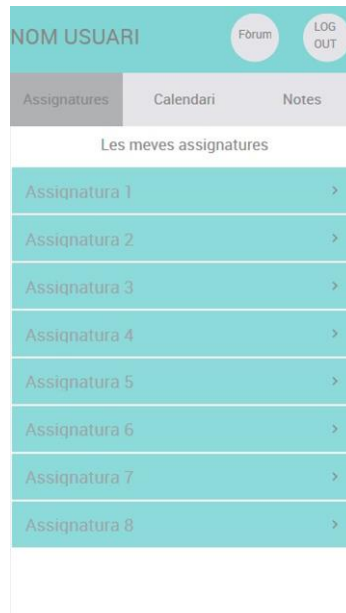 NOM USUARI
Fòrum
LOG
OUT
Assignatures Calendari Notes
Les meves assignatures
Assignatura 1
Assignatura 2
Assignatura 3
Assignatura 4
Assignatura 5
Assignatura 6
Assignatura 7
Assignatura 8